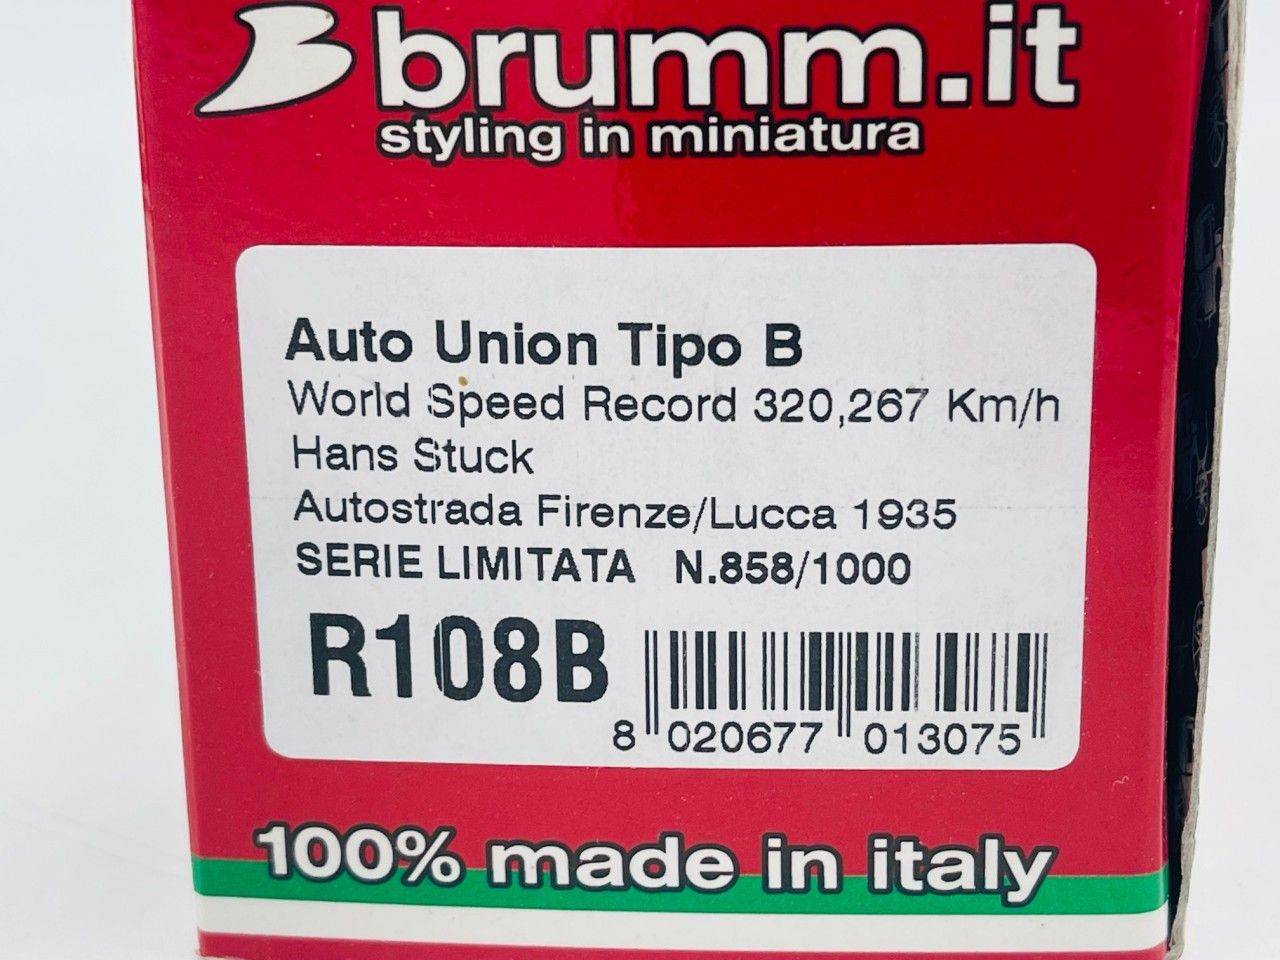 B brumm.it
styling in miniatura
Auto Union Tipo B
World Speed Record 320,267 Km/h
Hans Stuck
Autostrada Firenze/Lucca 1935
SERIE LIMITATA N.858/1000
R108B
8 020677 013075
100% made in italy